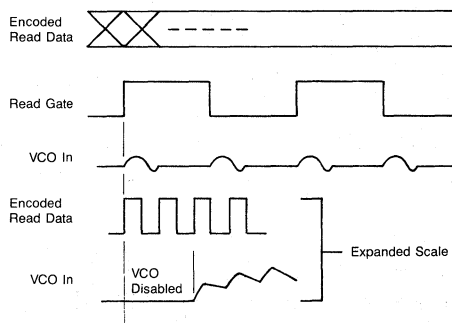 Encoded
Read Data
Read Gate
VCO In
Encoded
Read Data
Expanded Scale
VCO In
VCO
Disabled